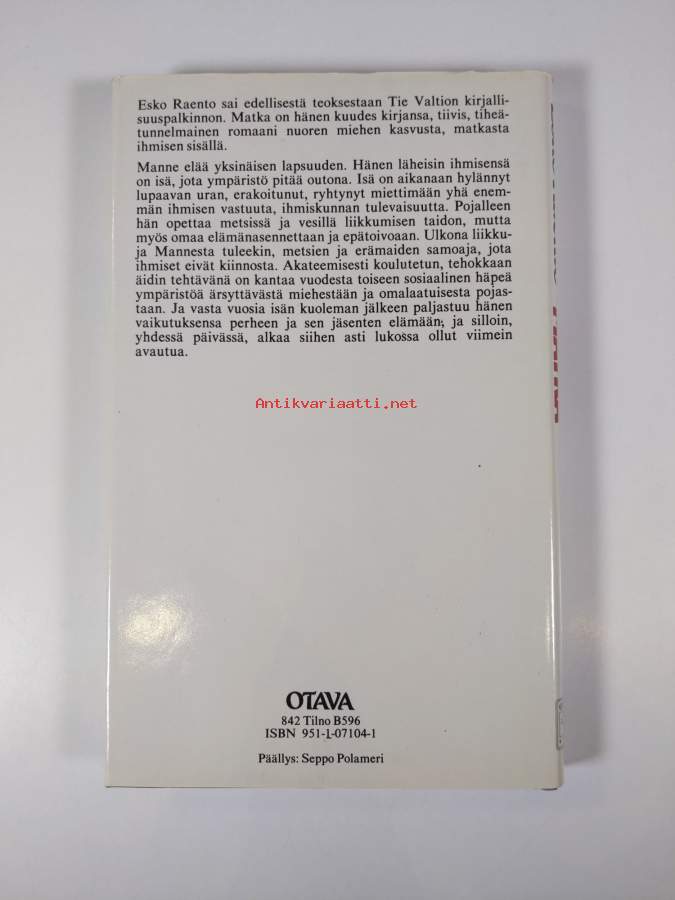 Esko Raento sai edellisestä teoksestaan Tie Valtion kirjalli-
suuspalkinnon. Matka on hänen kuudes kirjansa, tiivis, tiheä-
tunnelmainen romaani nuoren miehen kasvusta, matkasta
ihmisen sisällä.
Manne elää yksinäisen lapsuuden. Hänen läheisin ihmisensä
on isä, jota ympäristö pitää outona. Isä on aikanaan hylännyt
lupaavan uran, erakoitunut, ryhtynyt miettimään yhä enem-
män ihmisen vastuuta, ihmiskunnan tulevaisuutta. Pojalleen
hän opettaa metsissä ja vesillä liikkumisen taidon, mutta
myös omaa elämänasennettaan ja epätoivoaan. Ulkona liikku-
ja Mannesta tuleekin, metsien ja erämaiden samoaja, jota
ihmiset eivät kiinnosta. Akateemisesti koulutetun, tehokkaan
äidin tehtävänä on kantaa vuodesta toiseen sosiaalinen häpeä
ympäristöä ärsyttävästä miehestään ja omalaatuisesta pojas-
taan. Ja vasta vuosia isän kuoleman jälkeen paljastuu hänen
vaikutuksensa perheen ja sen jäsenten elämään; ja silloin,
yhdessä päivässä, alkaa siihen asti lukossa ollut viimein
avautua.
Antikvariaatti.net
OTAVA
842 Tilno B596
ISBN 951-1-07104-1
Päällys: Seppo Polameri